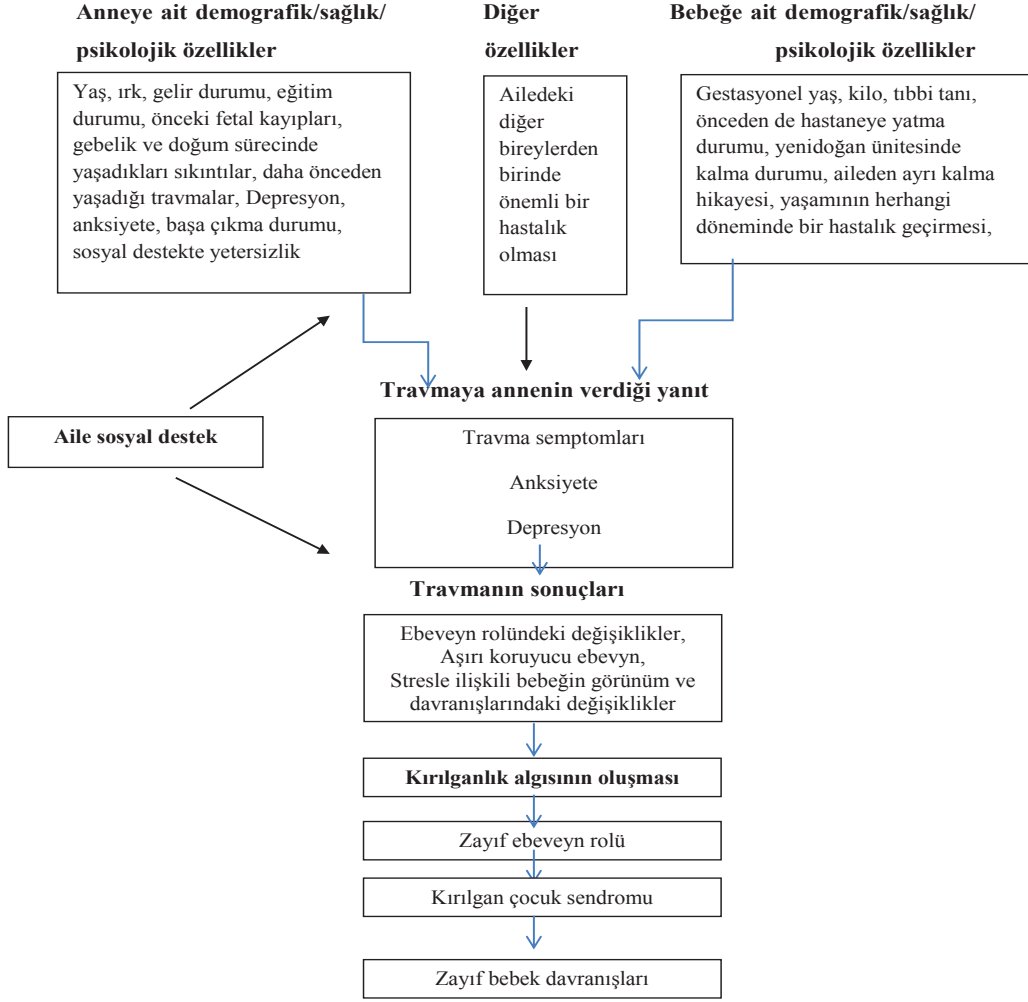 Anneye ait demografik/sağlık/
psikolojik özellikler
Yaş, ırk, gelir durumu, eğitim
durumu, önceki fetal kayıpları,
gebelik ve doğum sürecinde
yaşadıkları sıkıntılar, daha önceden
yaşadığı travmalar, Depresyon,
anksiyete, başa çıkma durumu,
sosyal destekte yetersizlik
Diğer
özellikler
Ailedeki
diğer
bireylerden
birinde
önemli bir
hastalık
olması
Bebeğe ait demografik/sağlık/
psikolojik özellikler
Gestasyonel yaş, kilo, tıbbi tanı,
önceden de hastaneye yatma
durumu, yenidoğan ünitesinde
kalma durumu, aileden ayrı kalma
hikayesi, yaşamının herhangi
döneminde bir hastalık geçirmesi,
Aile sosyal destek
Travmaya annenin verdiği yanıt
Travma semptomları
Anksiyete
Depresyon
Travmanın sonuçları
Ebeveyn rolündeki değişiklikler,
Aşırı koruyucu ebevyn,
Stresle ilişkili bebeğin görünüm ve
davranışlarındaki değişiklikler
Kırılganlık algısının oluşması
Zayıf ebeveyn rolü
Kırılgan çocuk sendromu
Zayıf bebek davranışları